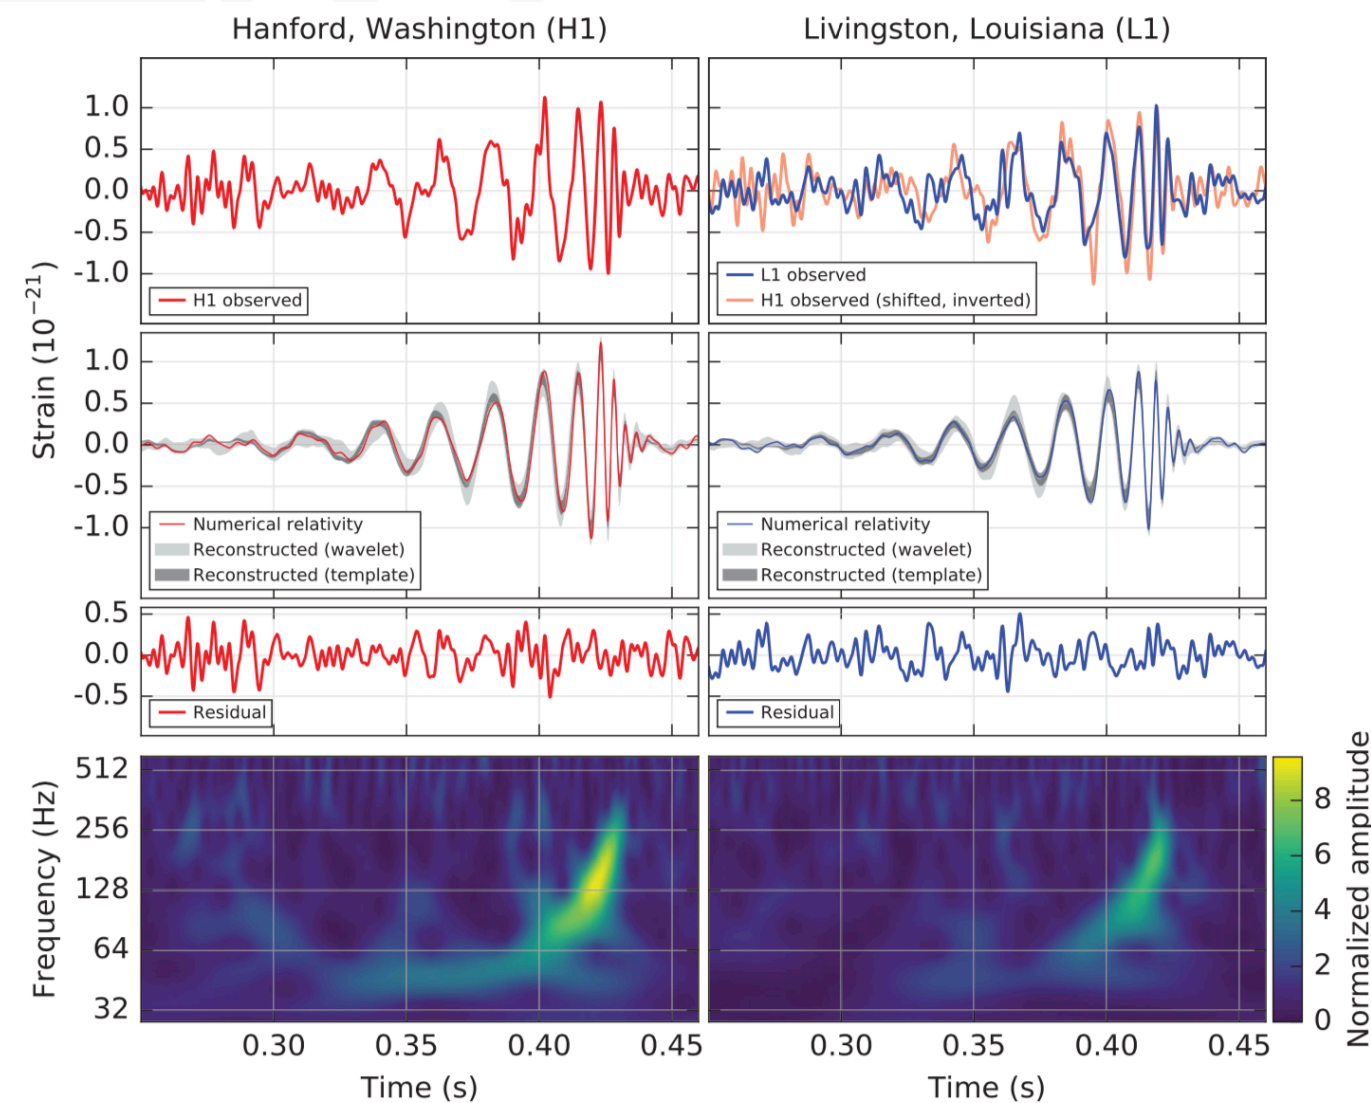 Hanford, Washington (H1)
Livingston, Louisiana (L1)
Strain (10⁻²¹)
1.0
0.5
0.0
-0.5
-1.0
H1 observed
L1 observed
H1 observed (shifted, inverted)
1.0
0.5
0.0
-0.5
-1.0
Numerical relativity
Reconstructed (wavelet)
Reconstructed (template)
Numerical relativity
Reconstructed (wavelet)
Reconstructed (template)
0.5
0.0
-0.5
Residual
Residual
Frequency (Hz)
512
256
128
64
32
0.30 0.35 0.40 0.45
Time (s)
0.30 0.35 0.40 0.45
Time (s)
8
6
4
2
0
Normalized amplitude